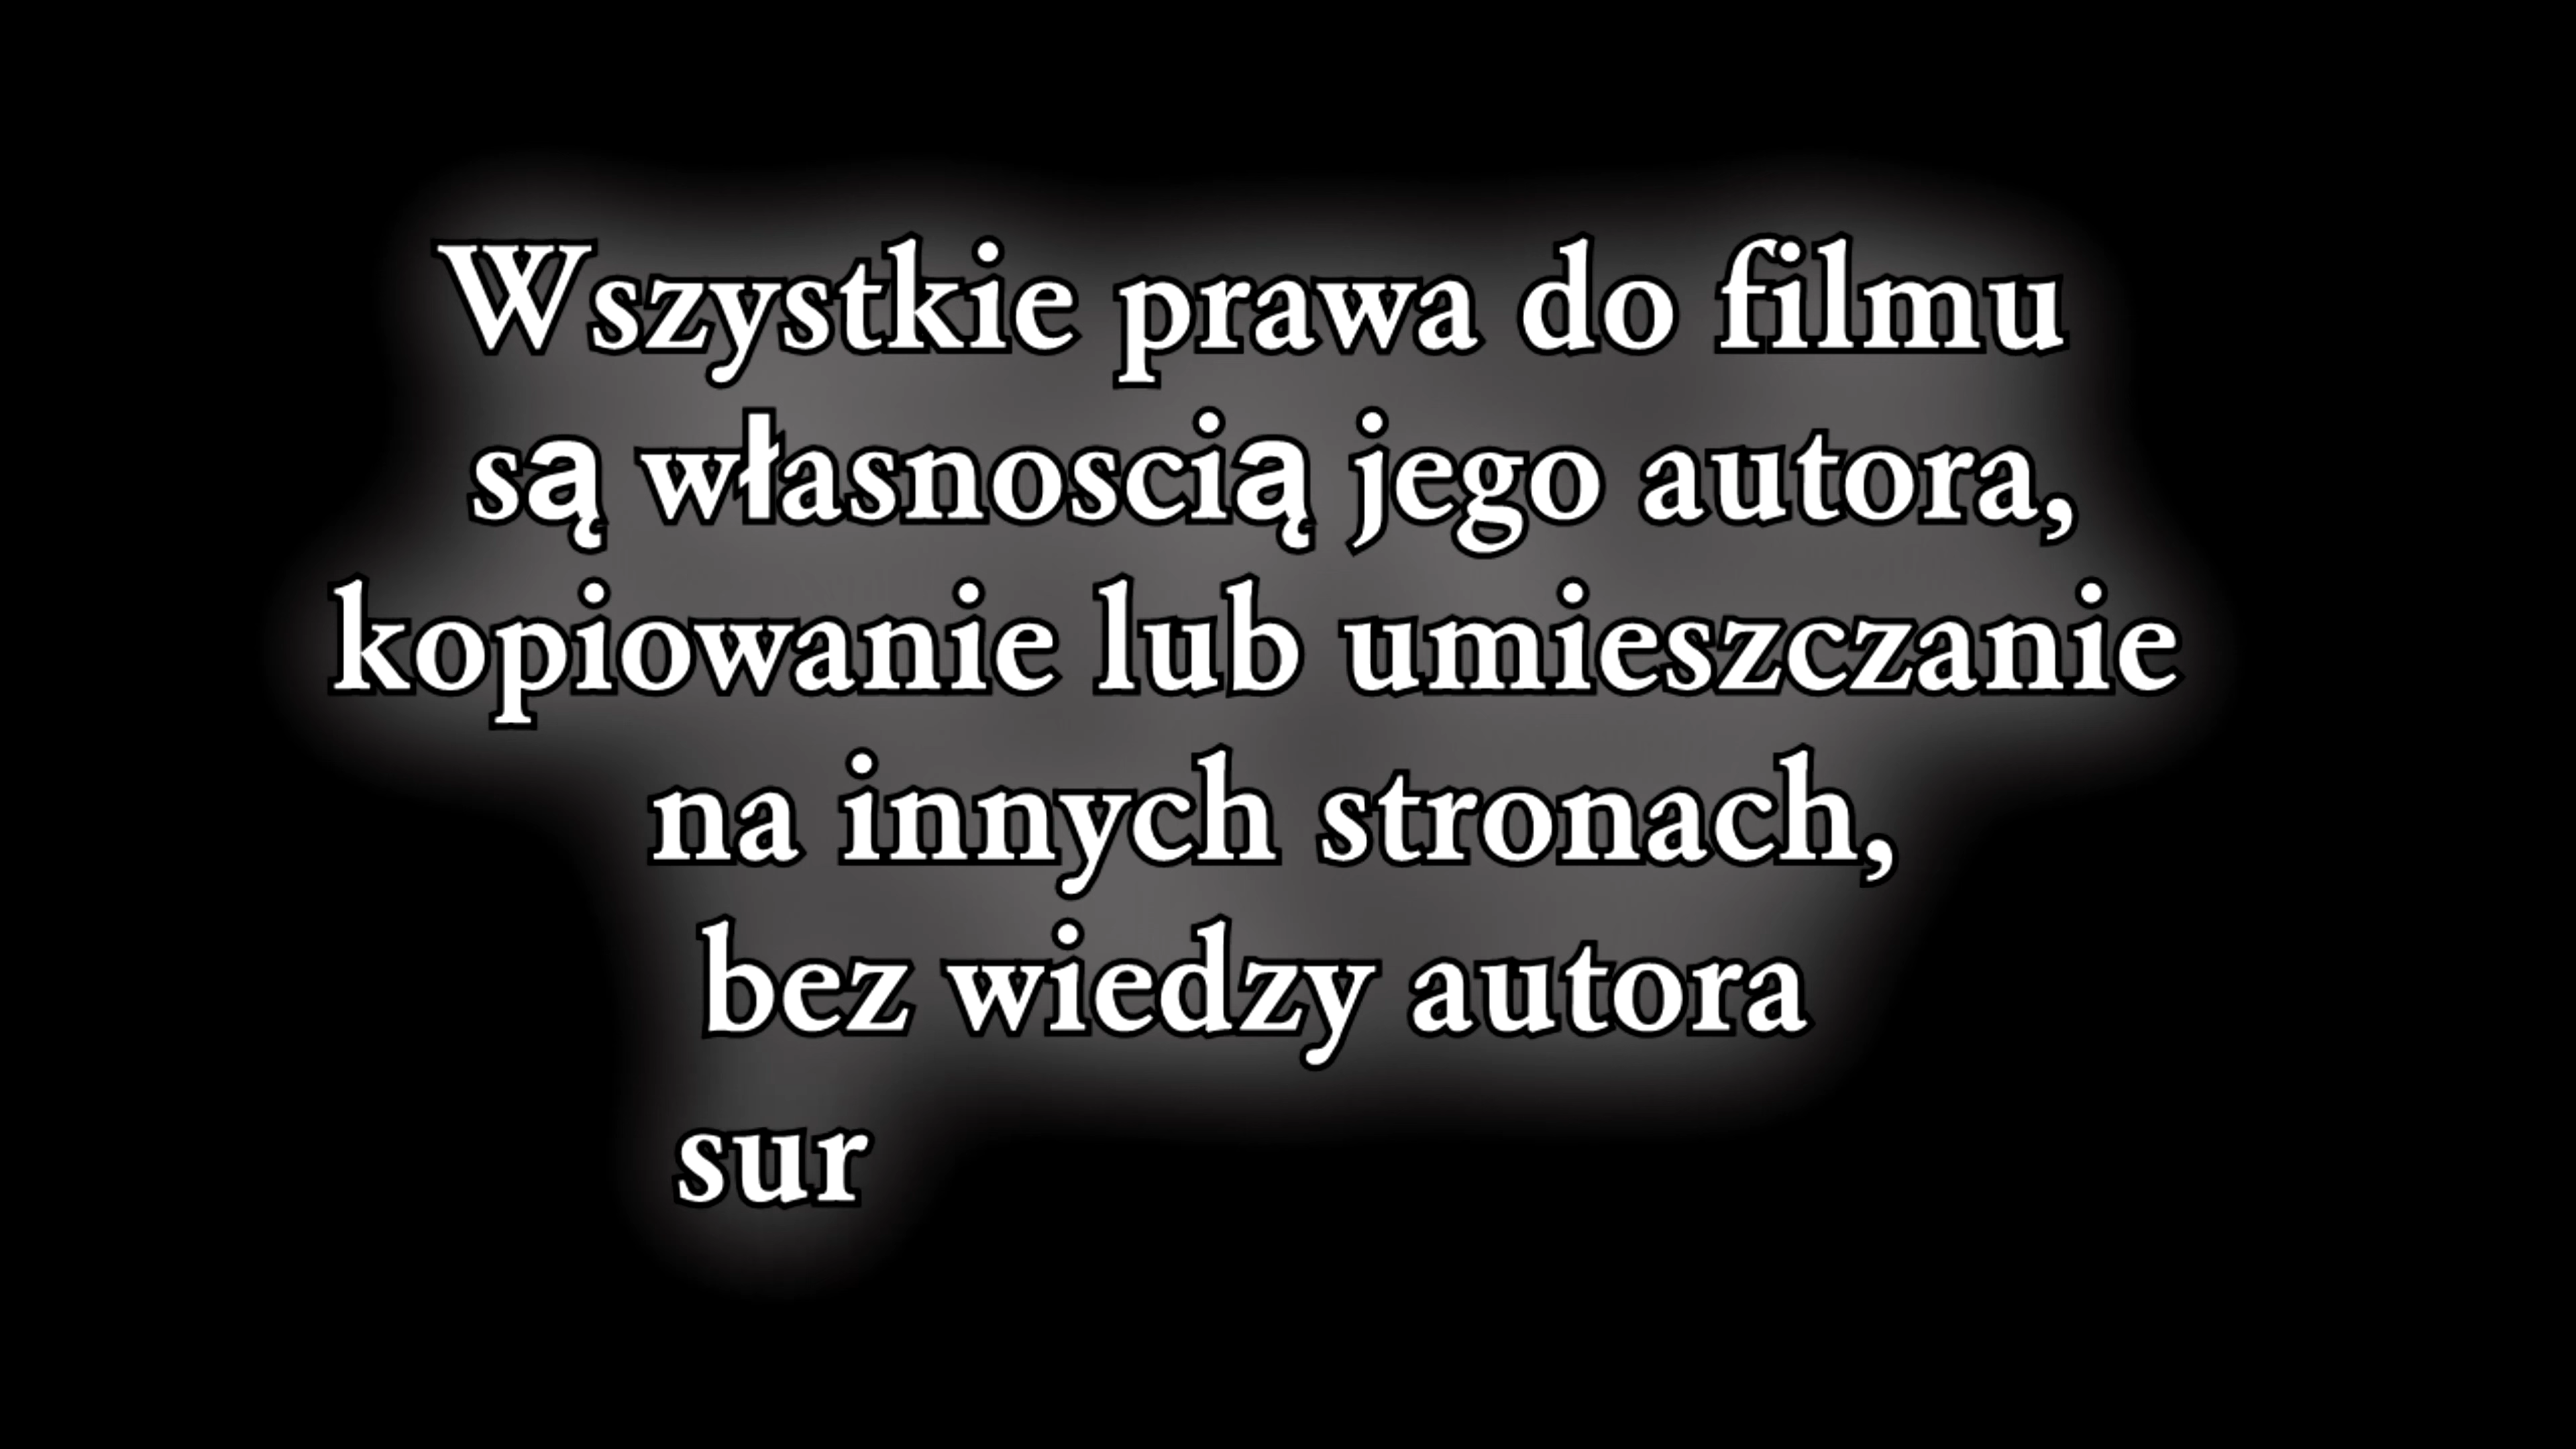 Wszystkie prawa do filmu
są własnoscią jego autora,
kopiowanie lub umieszczanie
na innych stronach,
bez wiedzy autora
sur